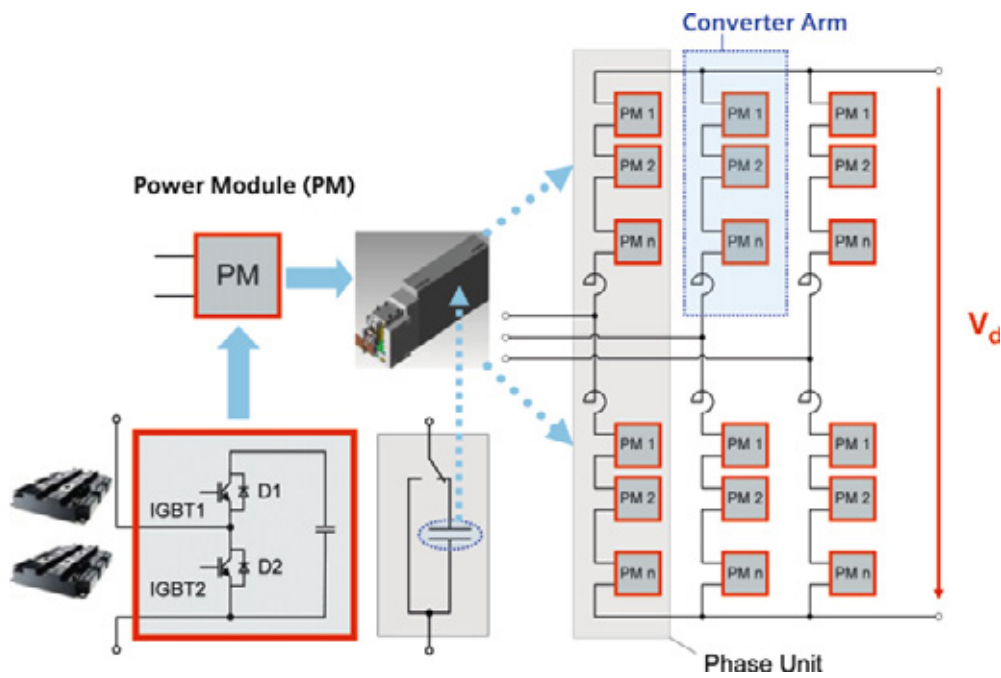 Converter Arm
PM 1
PM 1
PM 1
PM 2
PM 2
PM 2
Power Module (PM)
PM n
PM n
PM n
PM
V_d
PM 1
PM 1
PM 1
D1
IGBT1
PM 2
PM 2
PM 2
D2
IGBT2
PM n
PM n
PM n
Phase Unit